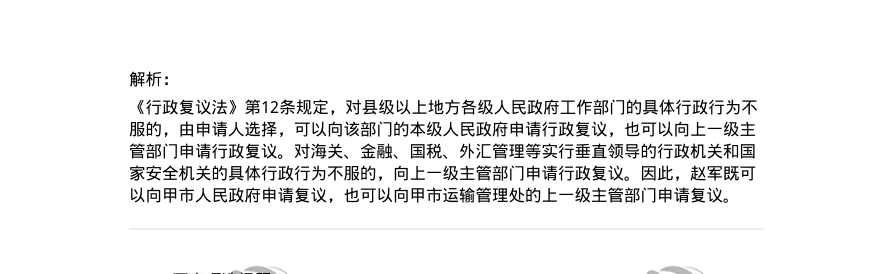 解析：
《行政复议法》第12条规定，对县级以上地方各级人民政府工作部门的具体行政行为不
服的，由申请人选择，可以向该部门的本级人民政府申请行政复议，也可以向上一级主
管部门申请行政复议。对海关、金融、国税、外汇管理等实行垂直领导的行政机关和国
家安全机关的具体行政行为不服的，向上一级主管部门申请行政复议。因此，赵军既可
以向甲市人民政府申请复议，也可以向甲市运输管理处的上一级主管部门申请复议。